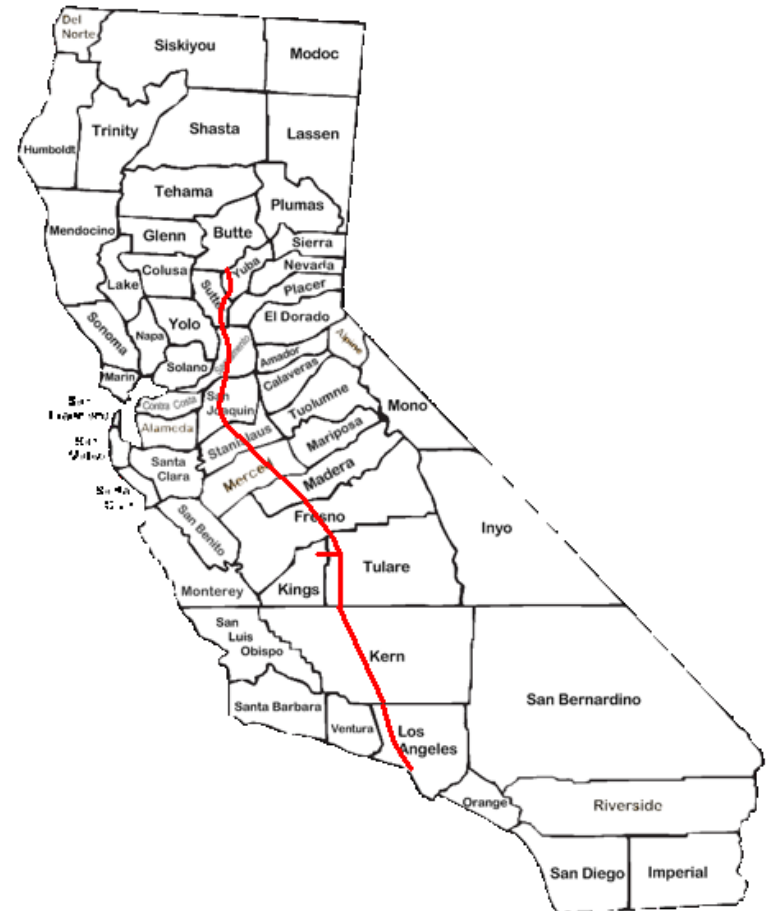 Del
Norte
Siskiyou
Modoc
Humboldt
Trinity
Shasta
Lassen
Tehama
Plumas
Mendocino
Glenn
Butte
Sierra
Lake
Colusa
Yuba
Nevada
Placer
Sonoma
Napa
Yolo
El Dorado
Alpine
Marin
Solano
Amador
Calaveras
Contra Costa
San
Joaquin
Tuolumne
Mono
Alameda
Stanislaus
Mariposa
Santa
Clara
Merced
Madera
San Benito
Fresno
Inyo
Monterey
Kings
Tulare
San
Luis
Obispo
Kern
Santa Barbara
Ventura
Los
Angeles
San Bernardino
Orange
Riverside
San Diego
Imperial